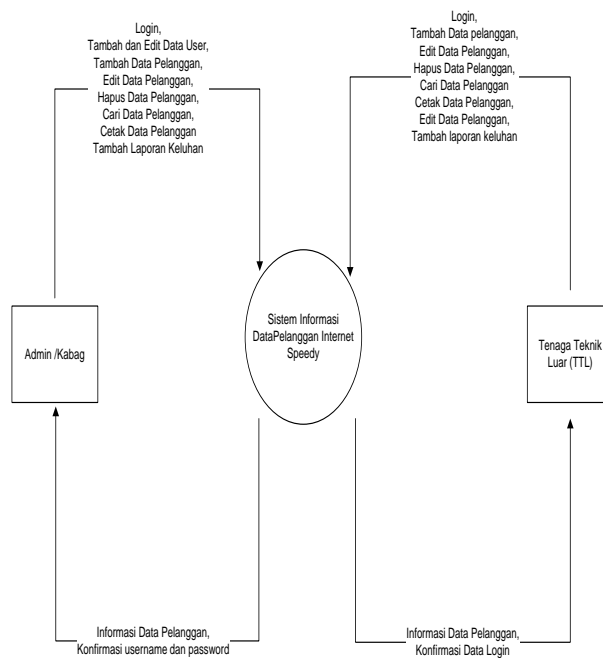 Login,
Tambah dan Edit Data User,
Tambah Data Pelanggan,
Edit Data Pelanggan,
Hapus Data Pelanggan,
Cari Data Pelanggan,
Cetak Data Pelanggan
Tambah Laporan Keluhan
Login,
Tambah Data pelanggan,
Edit Data Pelanggan,
Hapus Data Pelanggan,
Cari Data Pelanggan
Cetak Data Pelanggan,
Edit Data Pelanggan,
Tambah laporan keluhan
Admin /Kabag
Sistem Informasi
DataPelanggan Internet
Speedy
Tenaga Teknik
Luar (TTL)
Informasi Data Pelanggan,
Konfirmasi username dan password
Informasi Data Pelanggan,
Konfirmasi Data Login